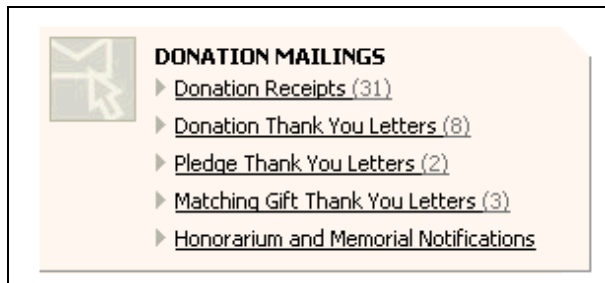 DONATION MAILINGS
Donation Receipts (31)
Donation Thank You Letters (8)
Pledge Thank You Letters (2)
Matching Gift Thank You Letters (3)
Honorarium and Memorial Notifications